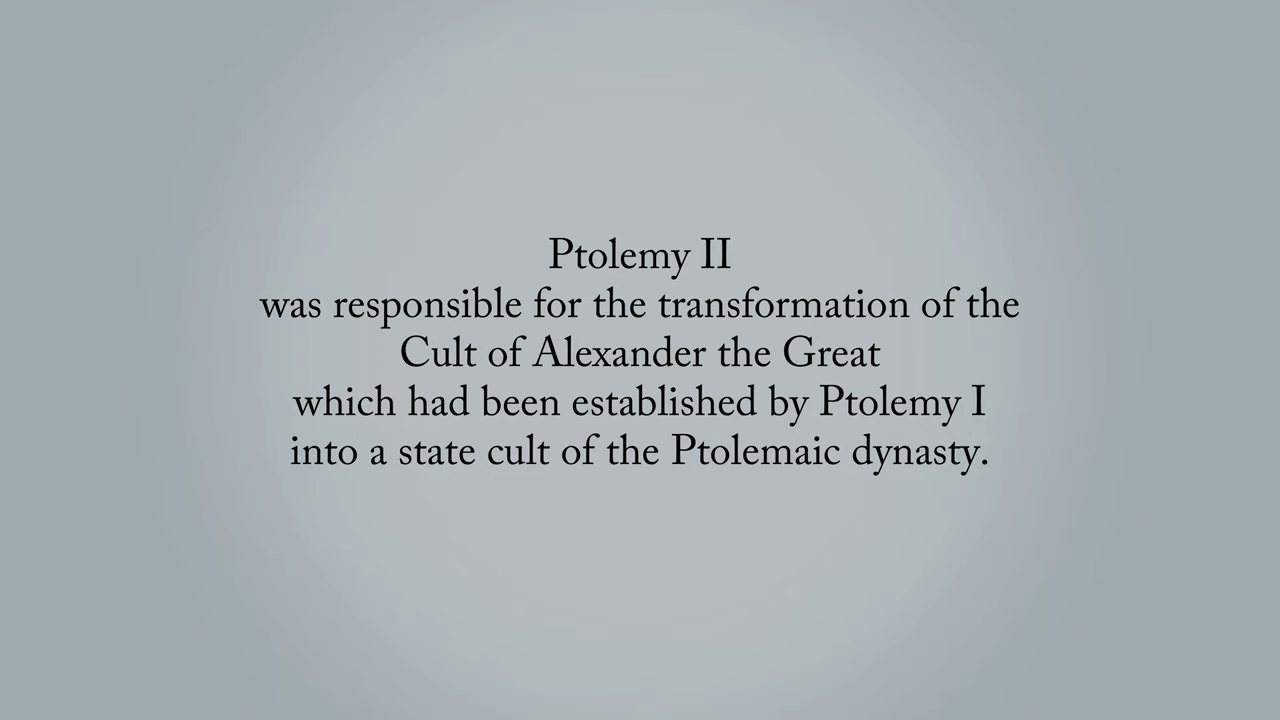 Ptolemy II
was responsible for the transformation of the
Cult of Alexander the Great
which had been established by Ptolemy I
into a state cult of the Ptolemaic dynasty.